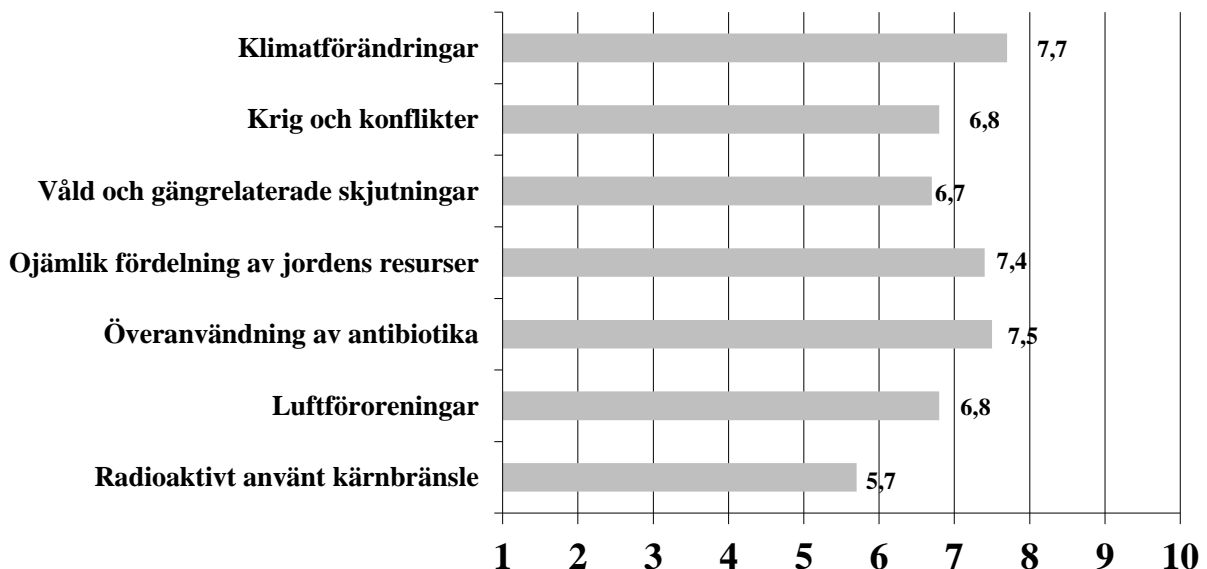 Klimatförändringar 7,7
Krig och konflikter 6,8
Våld och gängrelaterade skjutningar 6,7
Ojämlik fördelning av jordens resurser 7,4
Överanvändning av antibiotika 7,5
Luftföroreningar 6,8
Radioaktivt använt kärnbränsle 5,7
1 2 3 4 5 6 7 8 9 10